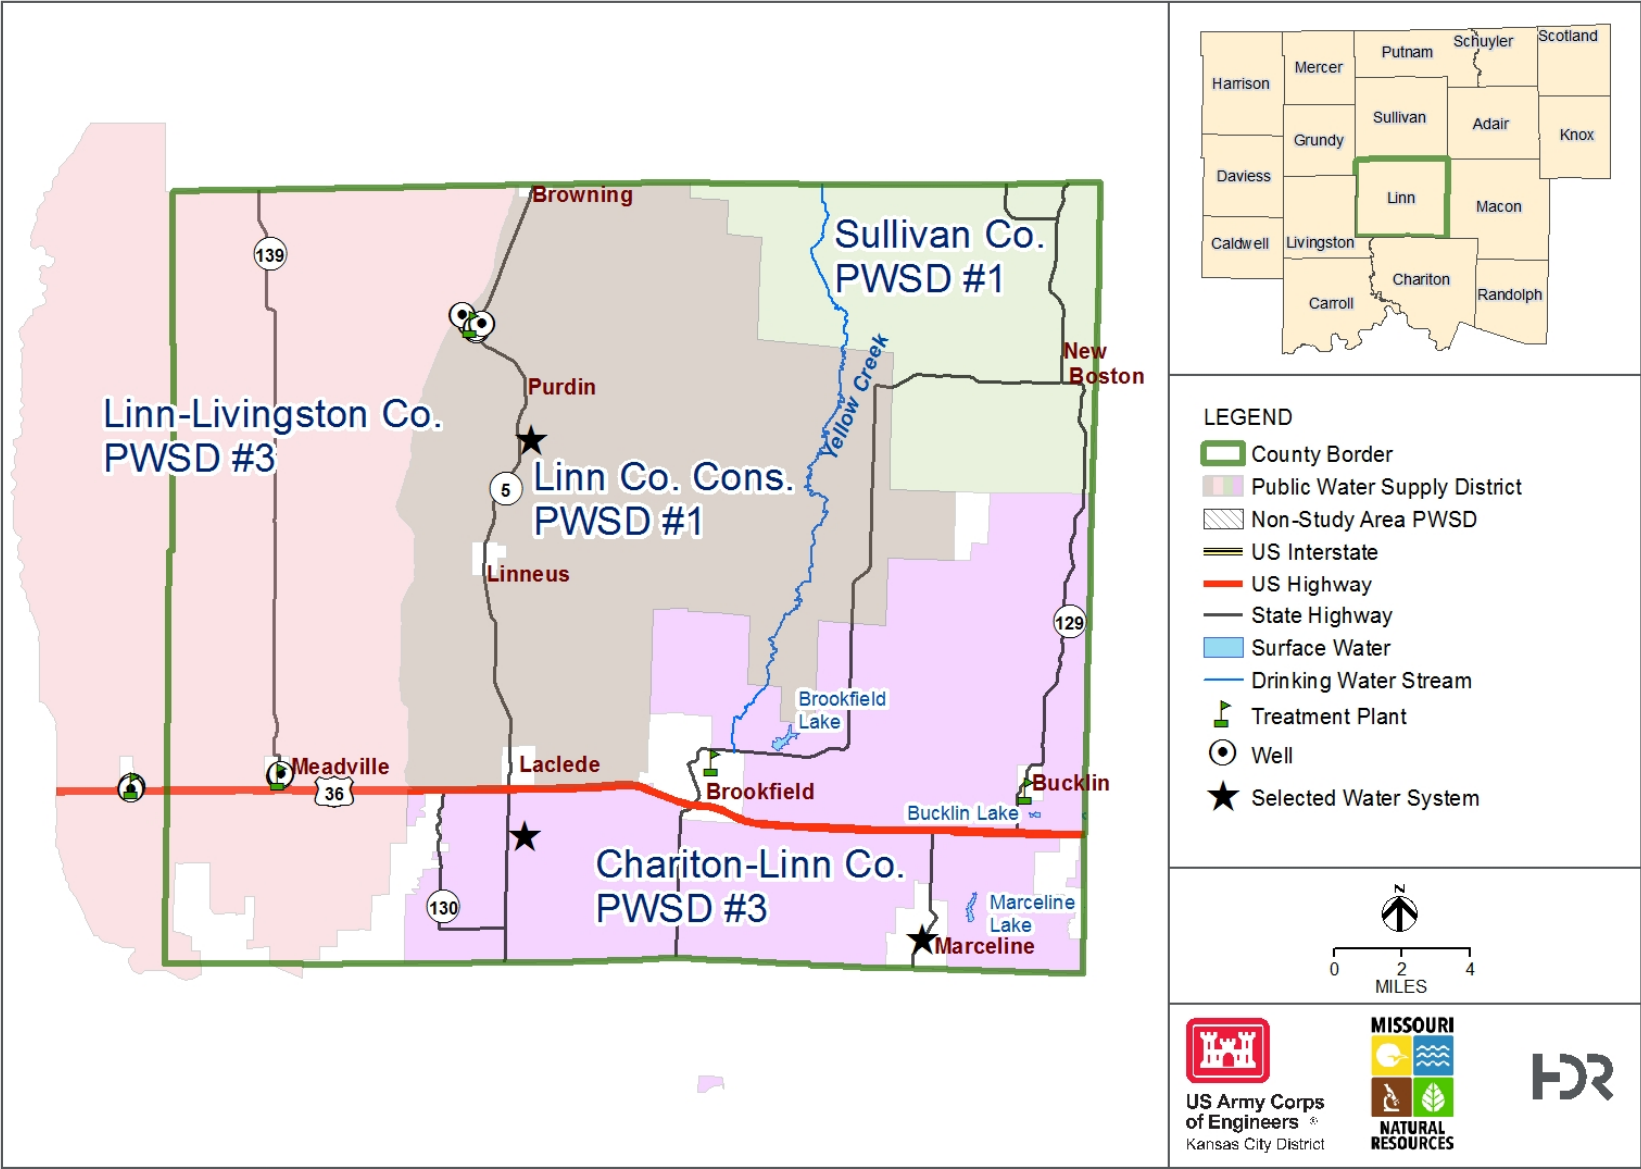 Browning
139
Sullivan Co.
PWSD #1
Yellow Creek
New
Boston
Purdin
Linn-Livingston Co.
PWSD #3
Linn Co. Cons.
PWSD #1
5
Linneus
129
Brookfield
Lake
Meadville
Laclede
36
Brookfield
Bucklin
Bucklin Lake
Chariton-Linn Co.
PWSD #3
130
Marceline
Lake
Marceline
Harrison
Mercer
Putnam
Schuyler
Scotland
Grundy
Sullivan
Adair
Knox
Daviess
Linn
Macon
Caldwell
Livingston
Chariton
Carroll
Randolph
LEGEND
County Border
Public Water Supply District
Non-Study Area PWSD
US Interstate
US Highway
State Highway
Surface Water
Drinking Water Stream
Treatment Plant
Well
Selected Water System
N
0 2 4
MILES
US Army Corps
of Engineers ®
Kansas City District
MISSOURI
NATURAL
RESOURCES
HDR